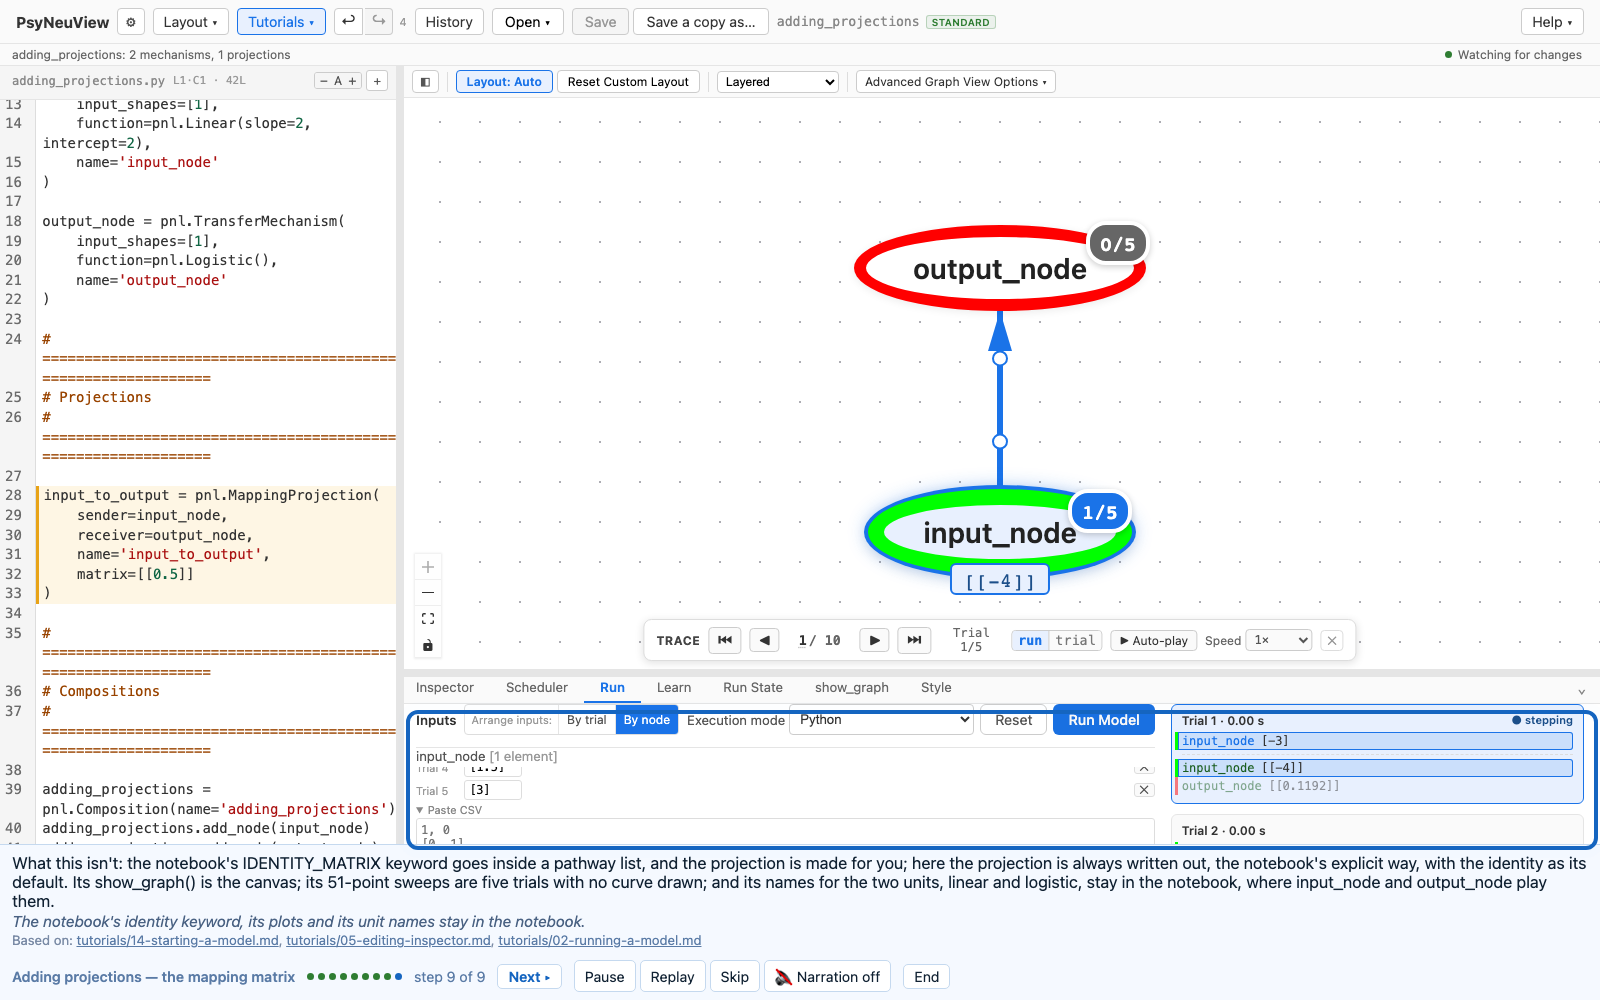 PsyNeuView ⚙ Layout ▾ Tutorials ▾ ↩ ↪ 4 History Open ▾ Save Save a copy as... adding_projections STANDARD Help ▾
adding_projections: 2 mechanisms, 1 projections
Watching for changes
adding_projections.py L1·C1 · 42L − A + +
13 input_shapes=[1],
14 function=pnl.Linear(slope=2,
intercept=2),
15 name='input_node'
16 )
17
18 output_node = pnl.TransferMechanism(
19 input_shapes=[1],
20 function=pnl.Logistic(),
21 name='output_node'
22 )
23
24 #
==========================================
====================
25 # Projections
26 #
==========================================
====================
27
28 input_to_output = pnl.MappingProjection(
29 sender=input_node,
30 receiver=output_node,
31 name='input_to_output',
32 matrix=[[0.5]]
33 )
34
35 #
==========================================
====================
36 # Compositions
37 #
==========================================
====================
38
39 adding_projections =
pnl.Composition(name='adding_projections')
40 adding_projections.add_node(input_node)
Layout: Auto Reset Custom Layout Layered Advanced Graph View Options ▾
output_node
0/5
input_node
1/5
[[−4]]
TRACE ⏮ ◀ 1 / 10 ▶ ⏭ Trial 1/5 run trial ▶ Auto-play Speed 1× ✕
Inspector Scheduler Run Learn Run State show_graph Style
Inputs Arrange inputs: By trial By node Execution mode Python Reset Run Model
input_node [1 element]
Trial 4 [1.5]
Trial 5 [3] ✕
▾ Paste CSV
1, 0
[0, 1]
Trial 1 · 0.00 s stepping
input_node [−3]
input_node [[−4]]
output_node [[0.1192]]
Trial 2 · 0.00 s
What this isn't: the notebook's IDENTITY_MATRIX keyword goes inside a pathway list, and the projection is made for you; here the projection is always written out, the notebook's explicit way, with the identity as its
default. Its show_graph() is the canvas; its 51-point sweeps are five trials with no curve drawn; and its names for the two units, linear and logistic, stay in the notebook, where input_node and output_node play
them.
The notebook's identity keyword, its plots and its unit names stay in the notebook.
Based on: tutorials/14-starting-a-model.md, tutorials/05-editing-inspector.md, tutorials/02-running-a-model.md
Adding projections — the mapping matrix step 9 of 9 Next ▸ Pause Replay Skip Narration off End